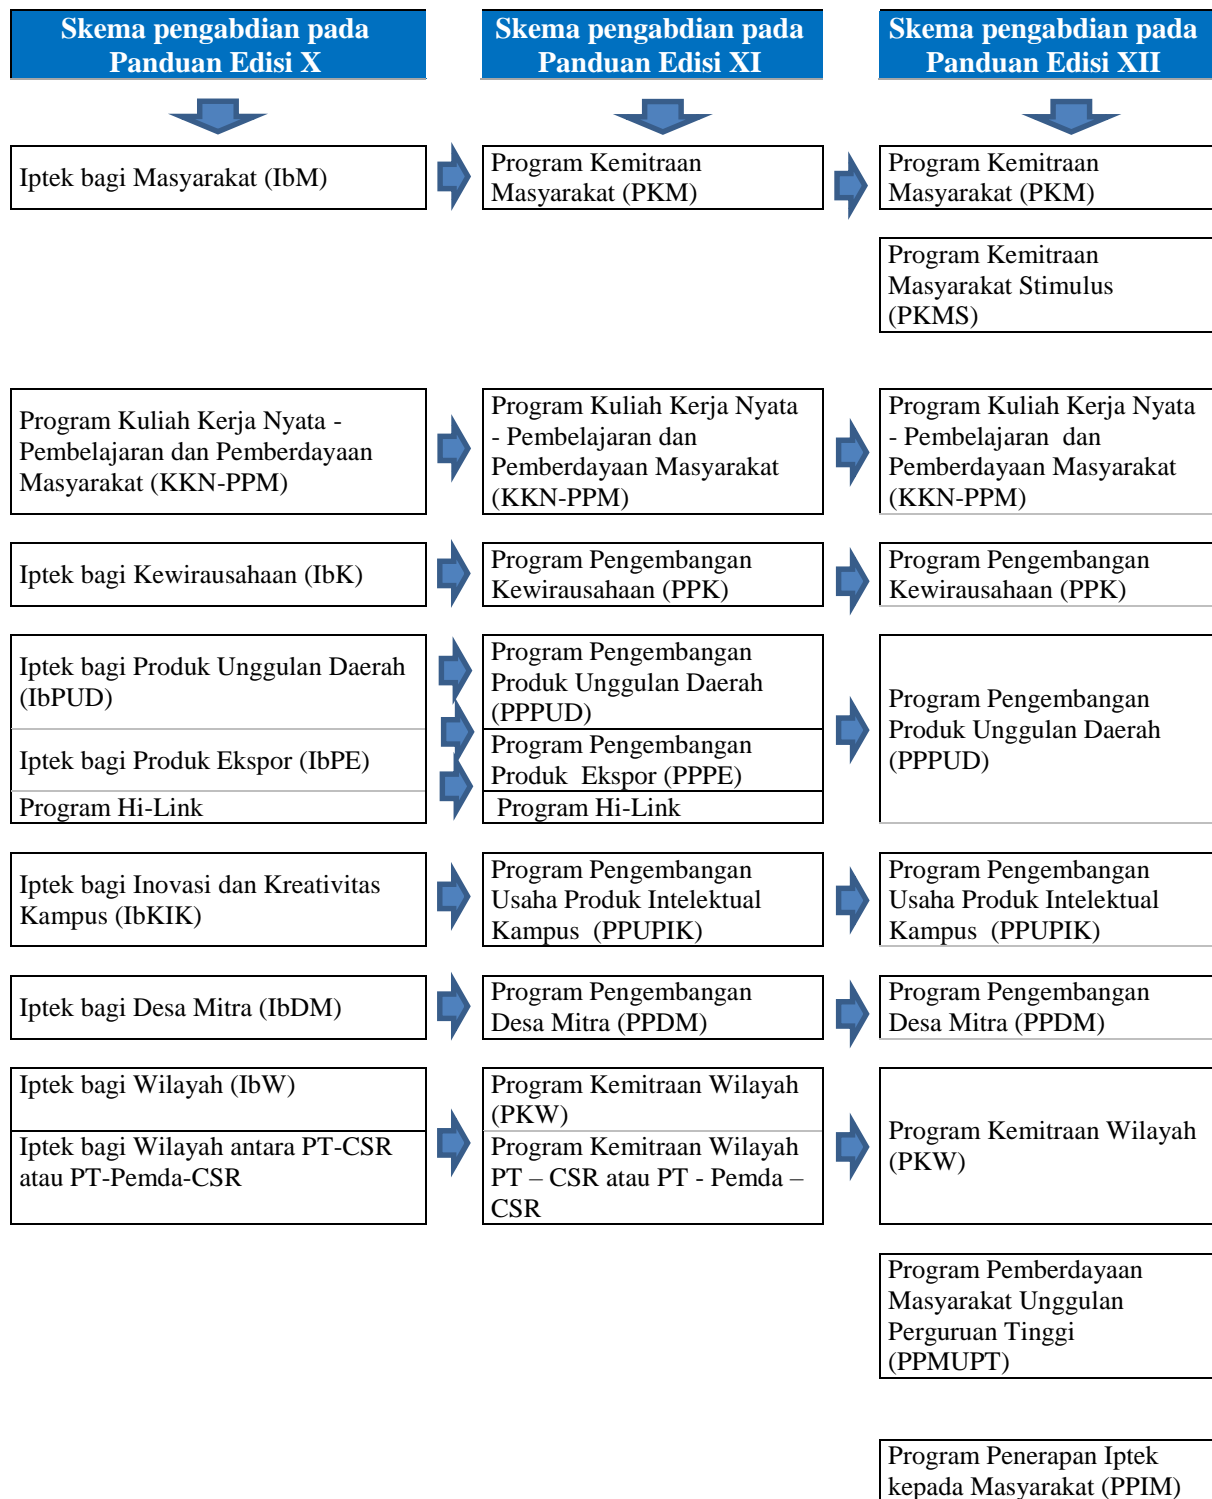 Skema pengabdian pada
Panduan Edisi X
Skema pengabdian pada
Panduan Edisi XI
Skema pengabdian pada
Panduan Edisi XII
Iptek bagi Masyarakat (IbM)
Program Kemitraan
Masyarakat (PKM)
Program Kemitraan
Masyarakat (PKM)
Program Kemitraan
Masyarakat Stimulus
(PKMS)
Program Kuliah Kerja Nyata -
Pembelajaran dan Pemberdayaan
Masyarakat (KKN-PPM)
Program Kuliah Kerja Nyata
- Pembelajaran dan
Pemberdayaan Masyarakat
(KKN-PPM)
Program Kuliah Kerja Nyata
- Pembelajaran dan
Pemberdayaan Masyarakat
(KKN-PPM)
Iptek bagi Kewirausahaan (IbK)
Program Pengembangan
Kewirausahaan (PPK)
Program Pengembangan
Kewirausahaan (PPK)
Iptek bagi Produk Unggulan Daerah
(IbPUD)
Program Pengembangan
Produk Unggulan Daerah
(PPPUD)
Program Pengembangan
Produk Unggulan Daerah
(PPPUD)
Iptek bagi Produk Ekspor (IbPE)
Program Pengembangan
Produk Ekspor (PPPE)
Program Hi-Link
Program Hi-Link
Iptek bagi Inovasi dan Kreativitas
Kampus (IbKIK)
Program Pengembangan
Usaha Produk Intelektual
Kampus (PPUPIK)
Program Pengembangan
Usaha Produk Intelektual
Kampus (PPUPIK)
Iptek bagi Desa Mitra (IbDM)
Program Pengembangan
Desa Mitra (PPDM)
Program Pengembangan
Desa Mitra (PPDM)
Iptek bagi Wilayah (IbW)
Program Kemitraan Wilayah
(PKW)
Program Kemitraan Wilayah
(PKW)
Iptek bagi Wilayah antara PT-CSR
atau PT-Pemda-CSR
Program Kemitraan Wilayah
PT – CSR atau PT - Pemda –
CSR
Program Pemberdayaan
Masyarakat Unggulan
Perguruan Tinggi
(PPMUPT)
Program Penerapan Iptek
kepada Masyarakat (PPIM)